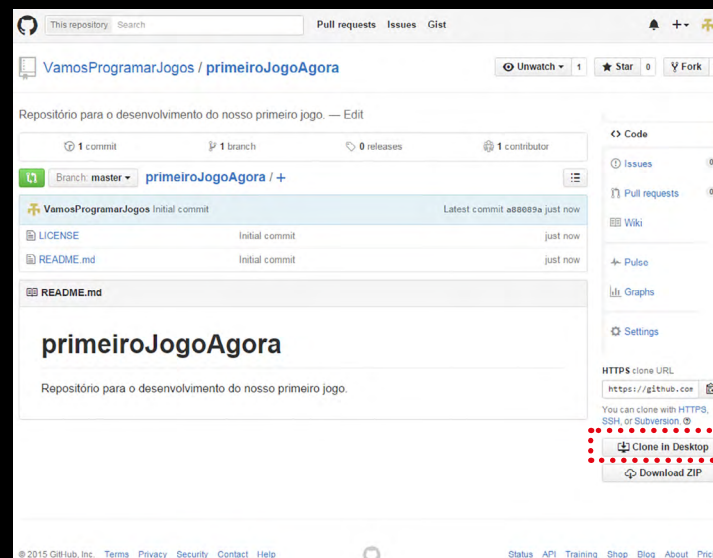 This repository Search Pull requests Issues Gist
VamosProgramarJogos / primeiroJogoAgora Unwatch 1 Star 0 Fork
Repositório para o desenvolvimento do nosso primeiro jogo. — Edit
1 commit 1 branch 0 releases 1 contributor
Branch: master primeiroJogoAgora / +
VamosProgramarJogos Initial commit Latest commit a88089a just now
LICENSE Initial commit just now
README.md Initial commit just now
README.md
primeiroJogoAgora
Repositório para o desenvolvimento do nosso primeiro jogo.
Code
Issues 0
Pull requests 0
Wiki
Pulse
Graphs
Settings
HTTPS clone URL
https://github.com
You can clone with HTTPS,
SSH, or Subversion.
Clone in Desktop
Download ZIP
© 2015 GitHub, Inc. Terms Privacy Security Contact Help Status API Training Shop Blog About